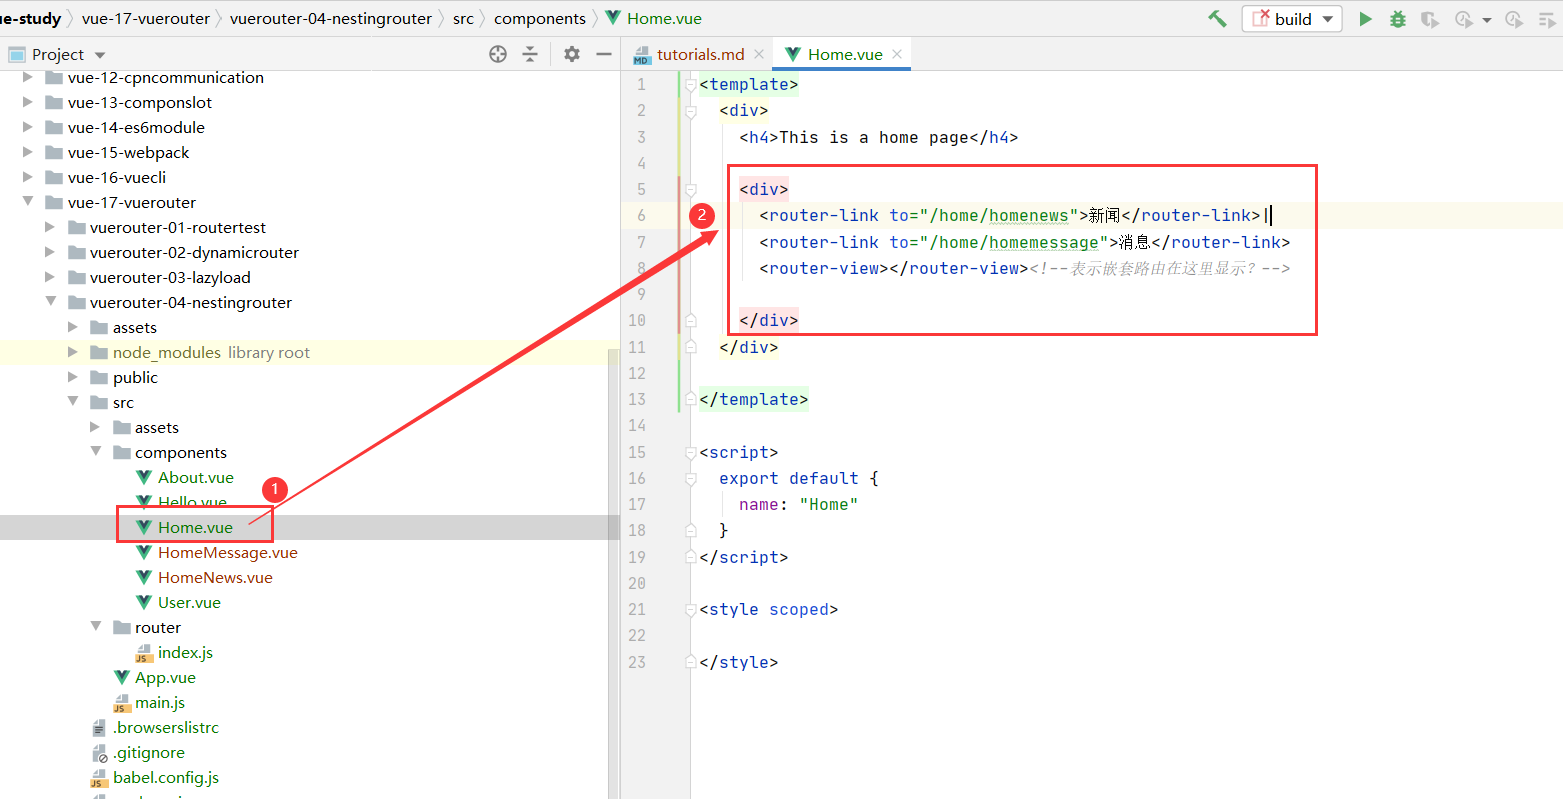 ue-study vue-17-vuerouter vuerouter-04-nestingrouter src components Home.vue
build
Project
tutorials.md
Home.vue
vue-12-cpncommunication
vue-13-componslot
vue-14-es6module
vue-15-webpack
vue-16-vuecli
vue-17-vuerouter
vuerouter-01-routertest
vuerouter-02-dynamicrouter
vuerouter-03-lazyload
vuerouter-04-nestingrouter
assets
node_modules library root
public
src
assets
components
About.vue
Hello.vue
Home.vue
HomeMessage.vue
HomeNews.vue
User.vue
router
index.js
App.vue
main.js
.browserslistrc
.gitignore
babel.config.js
1
2
1 <template>
2 <div>
3 <h4>This is a home page</h4>
4
5 <div>
6 <router-link to="/home/homenews">新闻</router-link>|
7 <router-link to="/home/homemessage">消息</router-link>
8 <router-view></router-view><!--表示嵌套路由在这里显示？-->
9
10 </div>
11 </div>
12
13 </template>
14
15 <script>
16 export default {
17 name: "Home"
18 }
19 </script>
20
21 <style scoped>
22
23 </style>